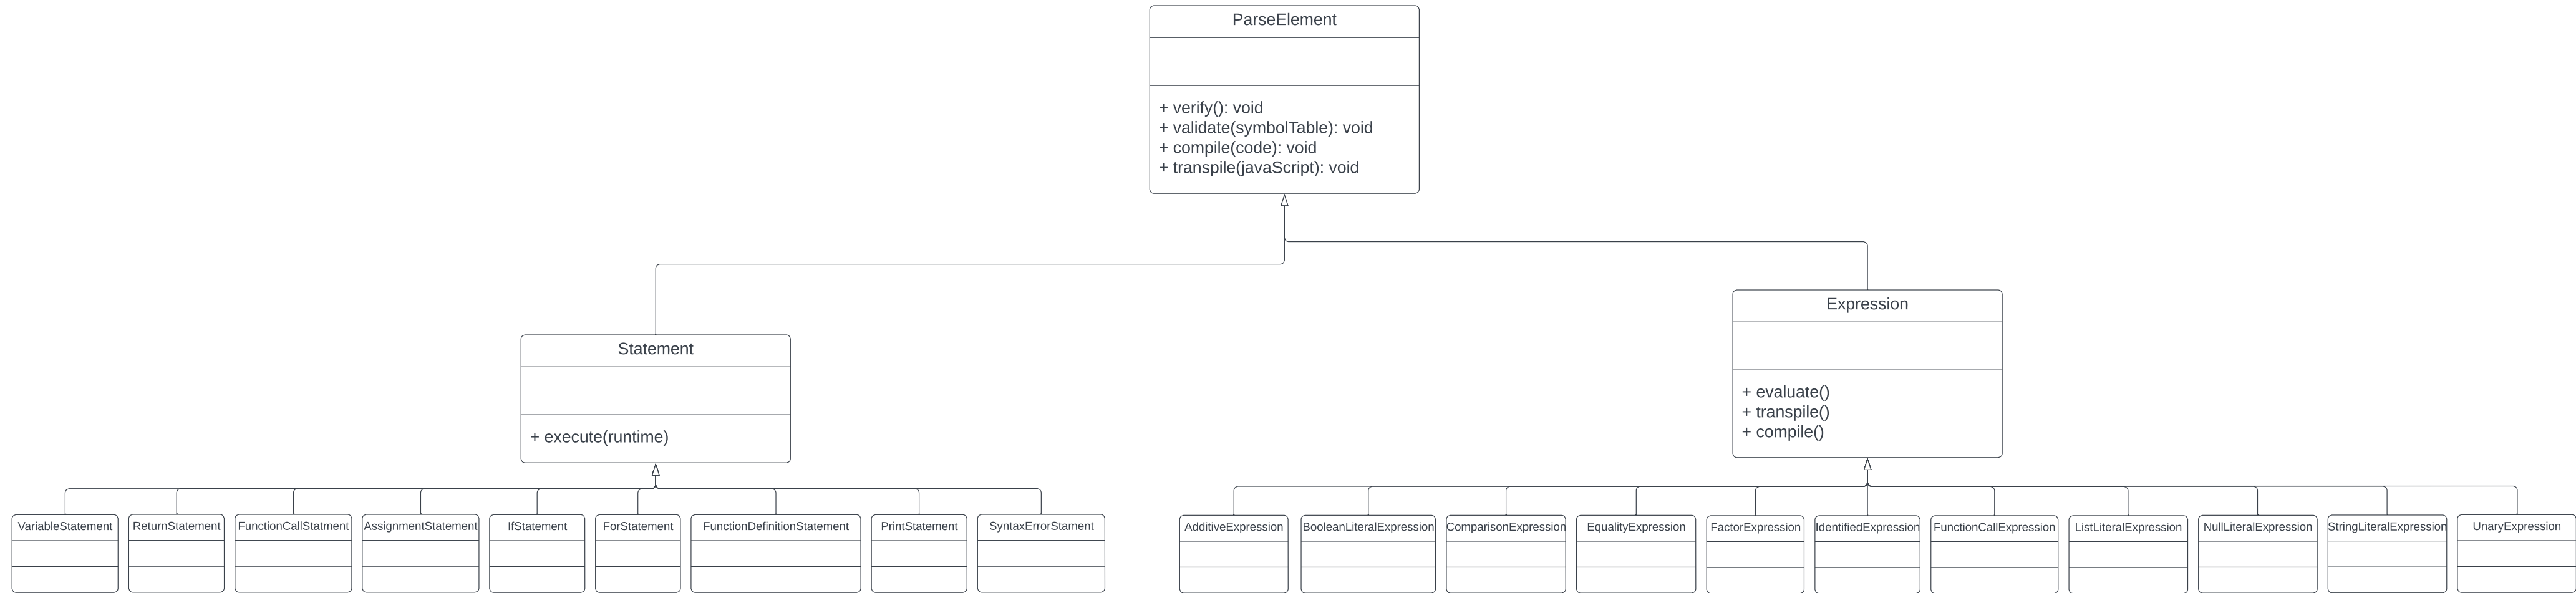 ParseElement
+ verify(): void
+ validate(symbolTable): void
+ compile(code): void
+ transpile(javaScript): void
Expression
+ evaluate()
+ transpile()
+ compile()
Statement
+ execute(runtime)
VariableStatement
ReturnStatement
FunctionCallStatment
AssignmentStatement
IfStatement
ForStatement
FunctionDefinitionStatement
PrintStatement
SyntaxErrorStament
AdditiveExpression
BooleanLiteralExpression
ComparisonExpression
EqualityExpression
FactorExpression
IdentifiedExpression
FunctionCallExpression
ListLiteralExpression
NullLiteralExpression
StringLiteralExpression
UnaryExpression